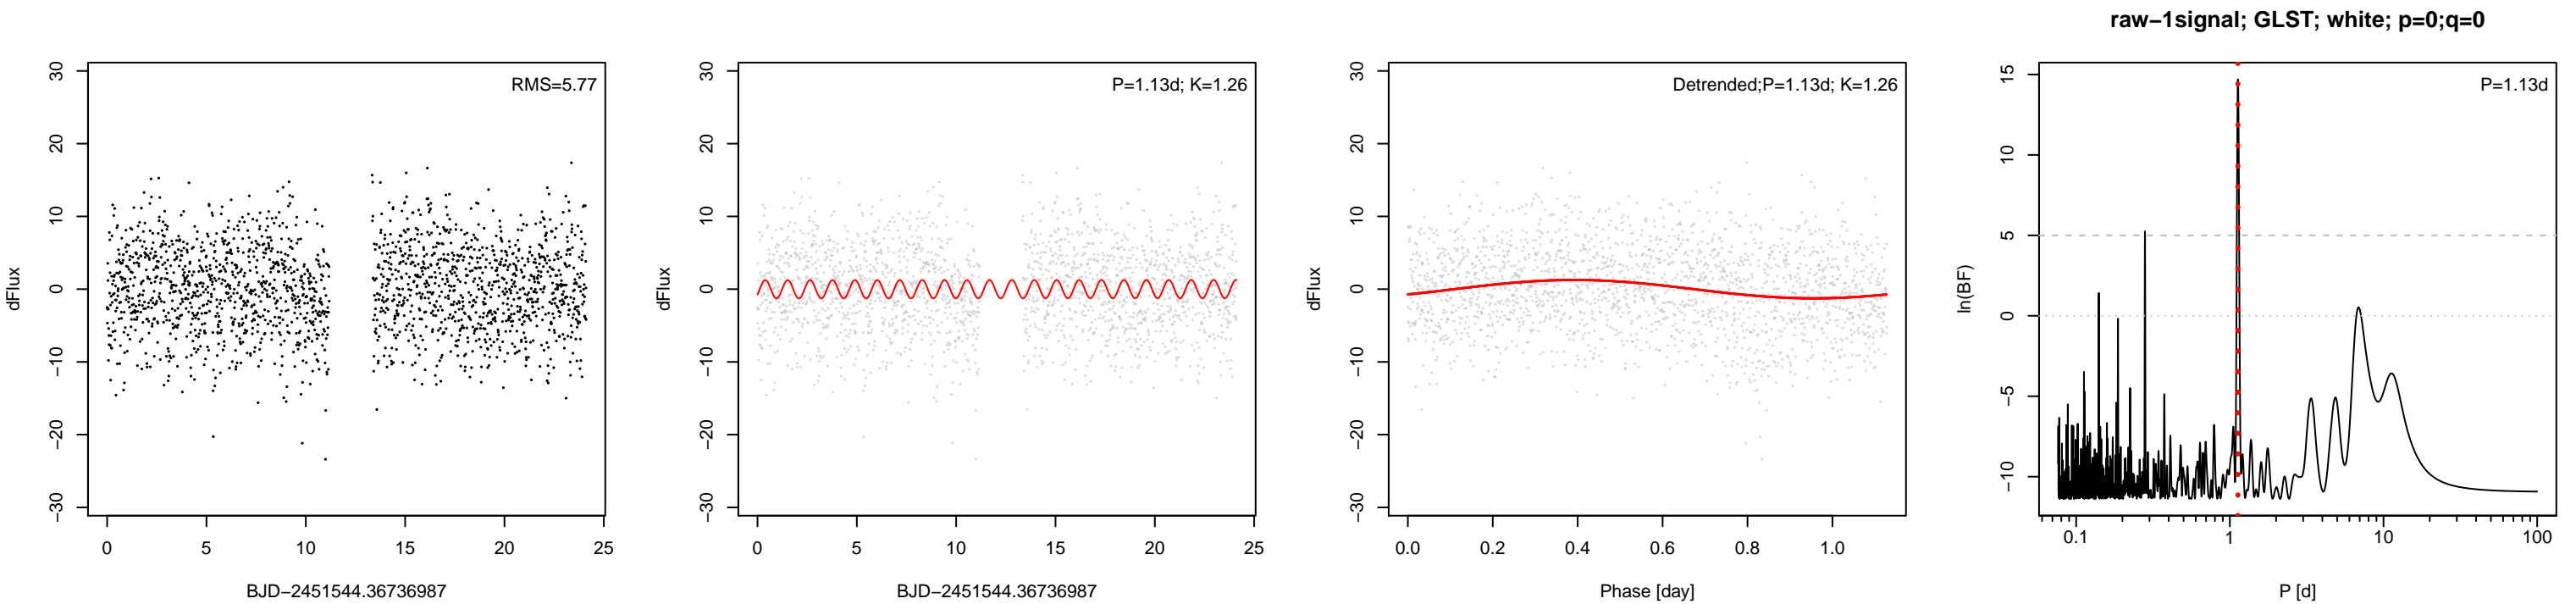 raw−1signal; GLST; white; p=0;q=0
RMS=5.77
dFlux
30
20
10
0
−10
−20
−30
0 5 10 15 20 25
BJD−2451544.36736987
P=1.13d; K=1.26
dFlux
30
20
10
0
−10
−20
−30
0 5 10 15 20 25
BJD−2451544.36736987
Detrended;P=1.13d; K=1.26
dFlux
30
20
10
0
−10
−20
−30
0.0 0.2 0.4 0.6 0.8 1.0
Phase [day]
P=1.13d
ln(BF)
15
10
5
0
−5
−10
0.1 1 10 100
P [d]